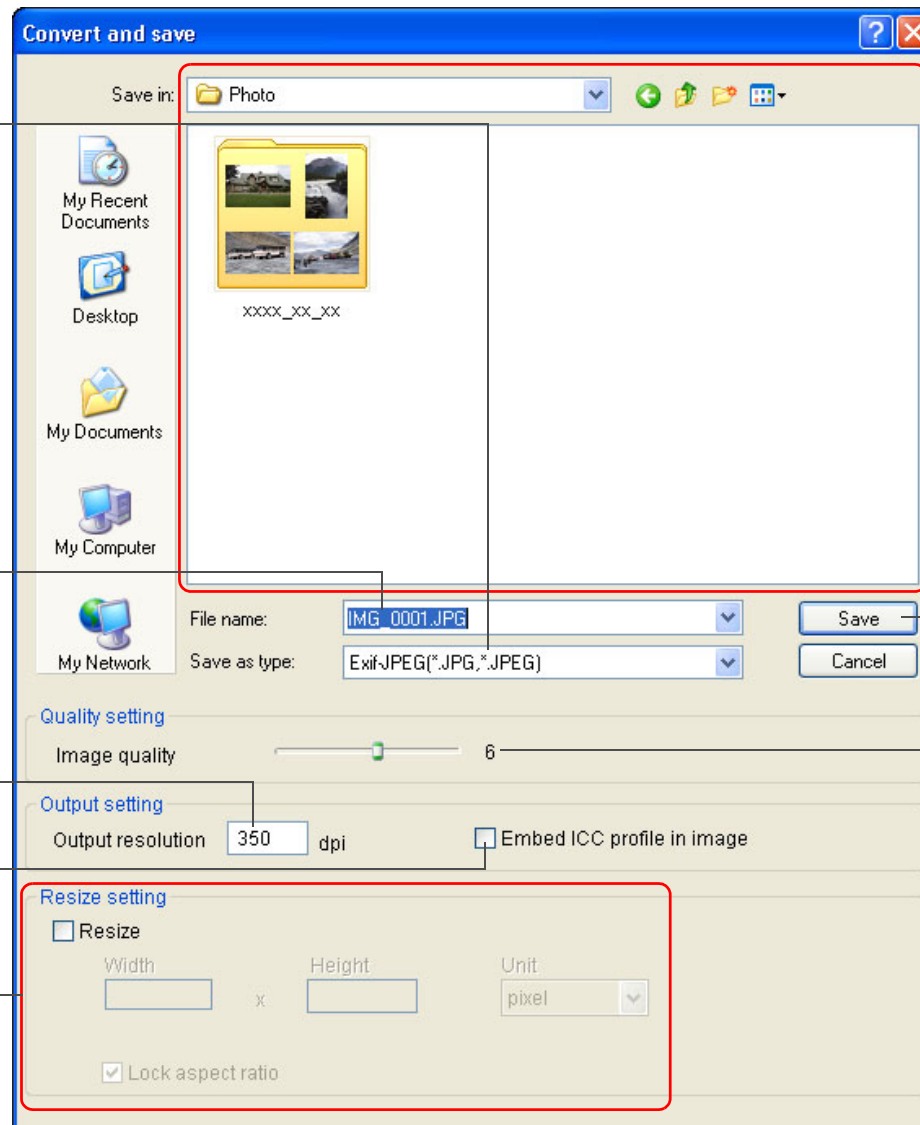 Convert and save
Save in: Photo
My Recent
Documents
Desktop
My Documents
My Computer
My Network
xxxx_xx_xx
File name: IMG_0001.JPG Save
Save as type: Exif-JPEG(*.JPG,*.JPEG) Cancel
Quality setting
Image quality 6
Output setting
Output resolution 350 dpi Embed ICC profile in image
Resize setting
Resize
Width Height Unit
x pixel
Lock aspect ratio